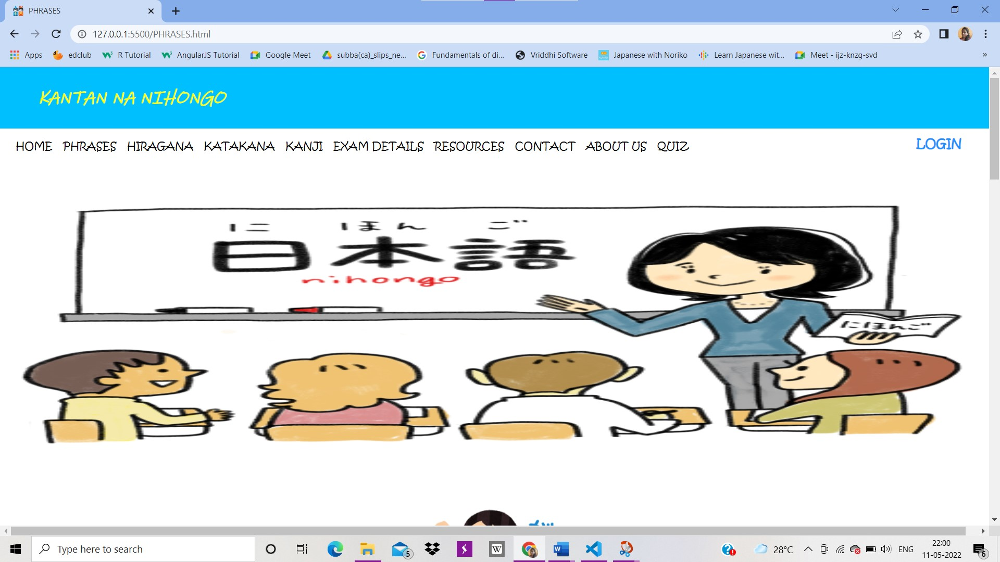 PHRASES
127.0.0.1:5500/PHRASES.html
Apps edclub R Tutorial AngularJS Tutorial Google Meet subba(ca)_slips_ne... Fundamentals of di... Vriddhi Software Japanese with Noriko Learn Japanese wit... Meet - ijz-knzg-svd »
KANTAN NA NIHONGO
HOME PHRASES HIRAGANA KATAKANA KANJI EXAM DETAILS RESOURCES CONTACT ABOUT US QUIZ LOGIN
に ほん ご
日本語
nihongo
にほんご
Type here to search 5 W W 28°C ENG 22:00
11-05-2022 6